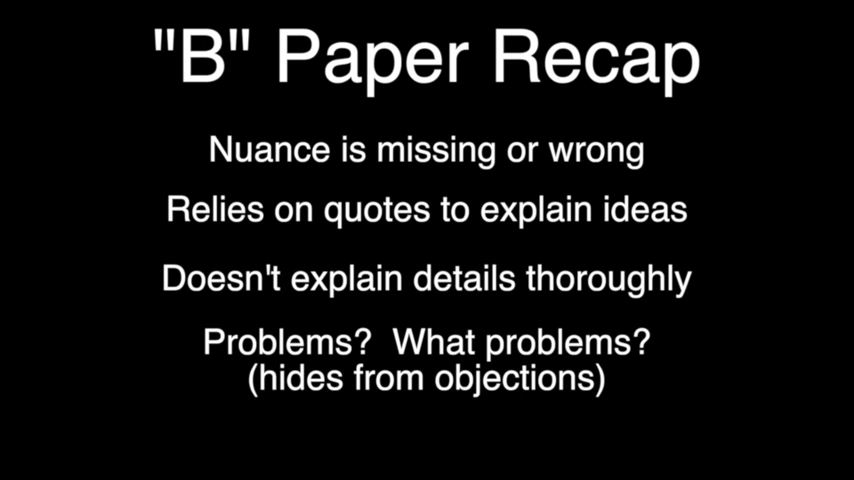 "B" Paper Recap
Nuance is missing or wrong
Relies on quotes to explain ideas
Doesn't explain details thoroughly
Problems?  What problems?
(hides from objections)